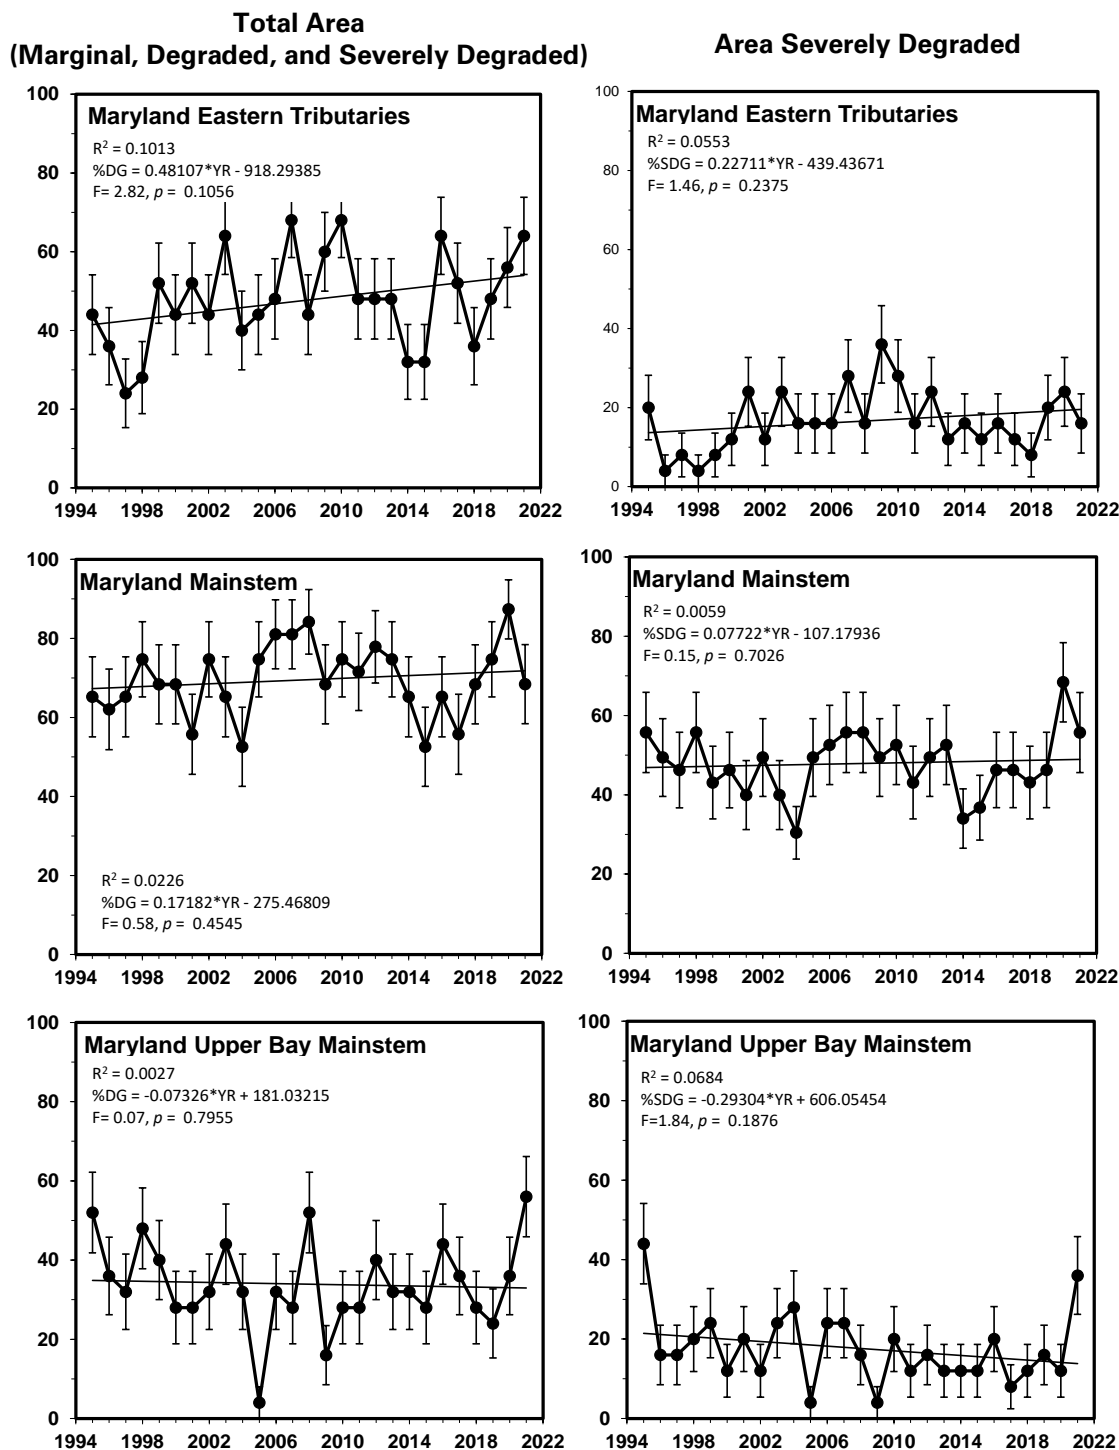 Total Area
(Marginal, Degraded, and Severely Degraded)
Area Severely Degraded
100
80
60
40
20
0
Maryland Eastern Tributaries
R² = 0.1013
%DG = 0.48107*YR - 918.29385
F= 2.82, p = 0.1056
1994 1998 2002 2006 2010 2014 2018 2022
100
80
60
40
20
0
Maryland Eastern Tributaries
R² = 0.0553
%SDG = 0.22711*YR - 439.43671
F= 1.46, p = 0.2375
1994 1998 2002 2006 2010 2014 2018 2022
100
80
60
40
20
0
Maryland Mainstem
R² = 0.0226
%DG = 0.17182*YR - 275.46809
F= 0.58, p = 0.4545
1994 1998 2002 2006 2010 2014 2018 2022
100
80
60
40
20
0
Maryland Mainstem
R² = 0.0059
%SDG = 0.07722*YR - 107.17936
F= 0.15, p = 0.7026
1994 1998 2002 2006 2010 2014 2018 2022
100
80
60
40
20
0
Maryland Upper Bay Mainstem
R² = 0.0027
%DG = -0.07326*YR + 181.03215
F= 0.07, p = 0.7955
1994 1998 2002 2006 2010 2014 2018 2022
100
80
60
40
20
0
Maryland Upper Bay Mainstem
R² = 0.0684
%SDG = -0.29304*YR + 606.05454
F=1.84, p = 0.1876
1994 1998 2002 2006 2010 2014 2018 2022